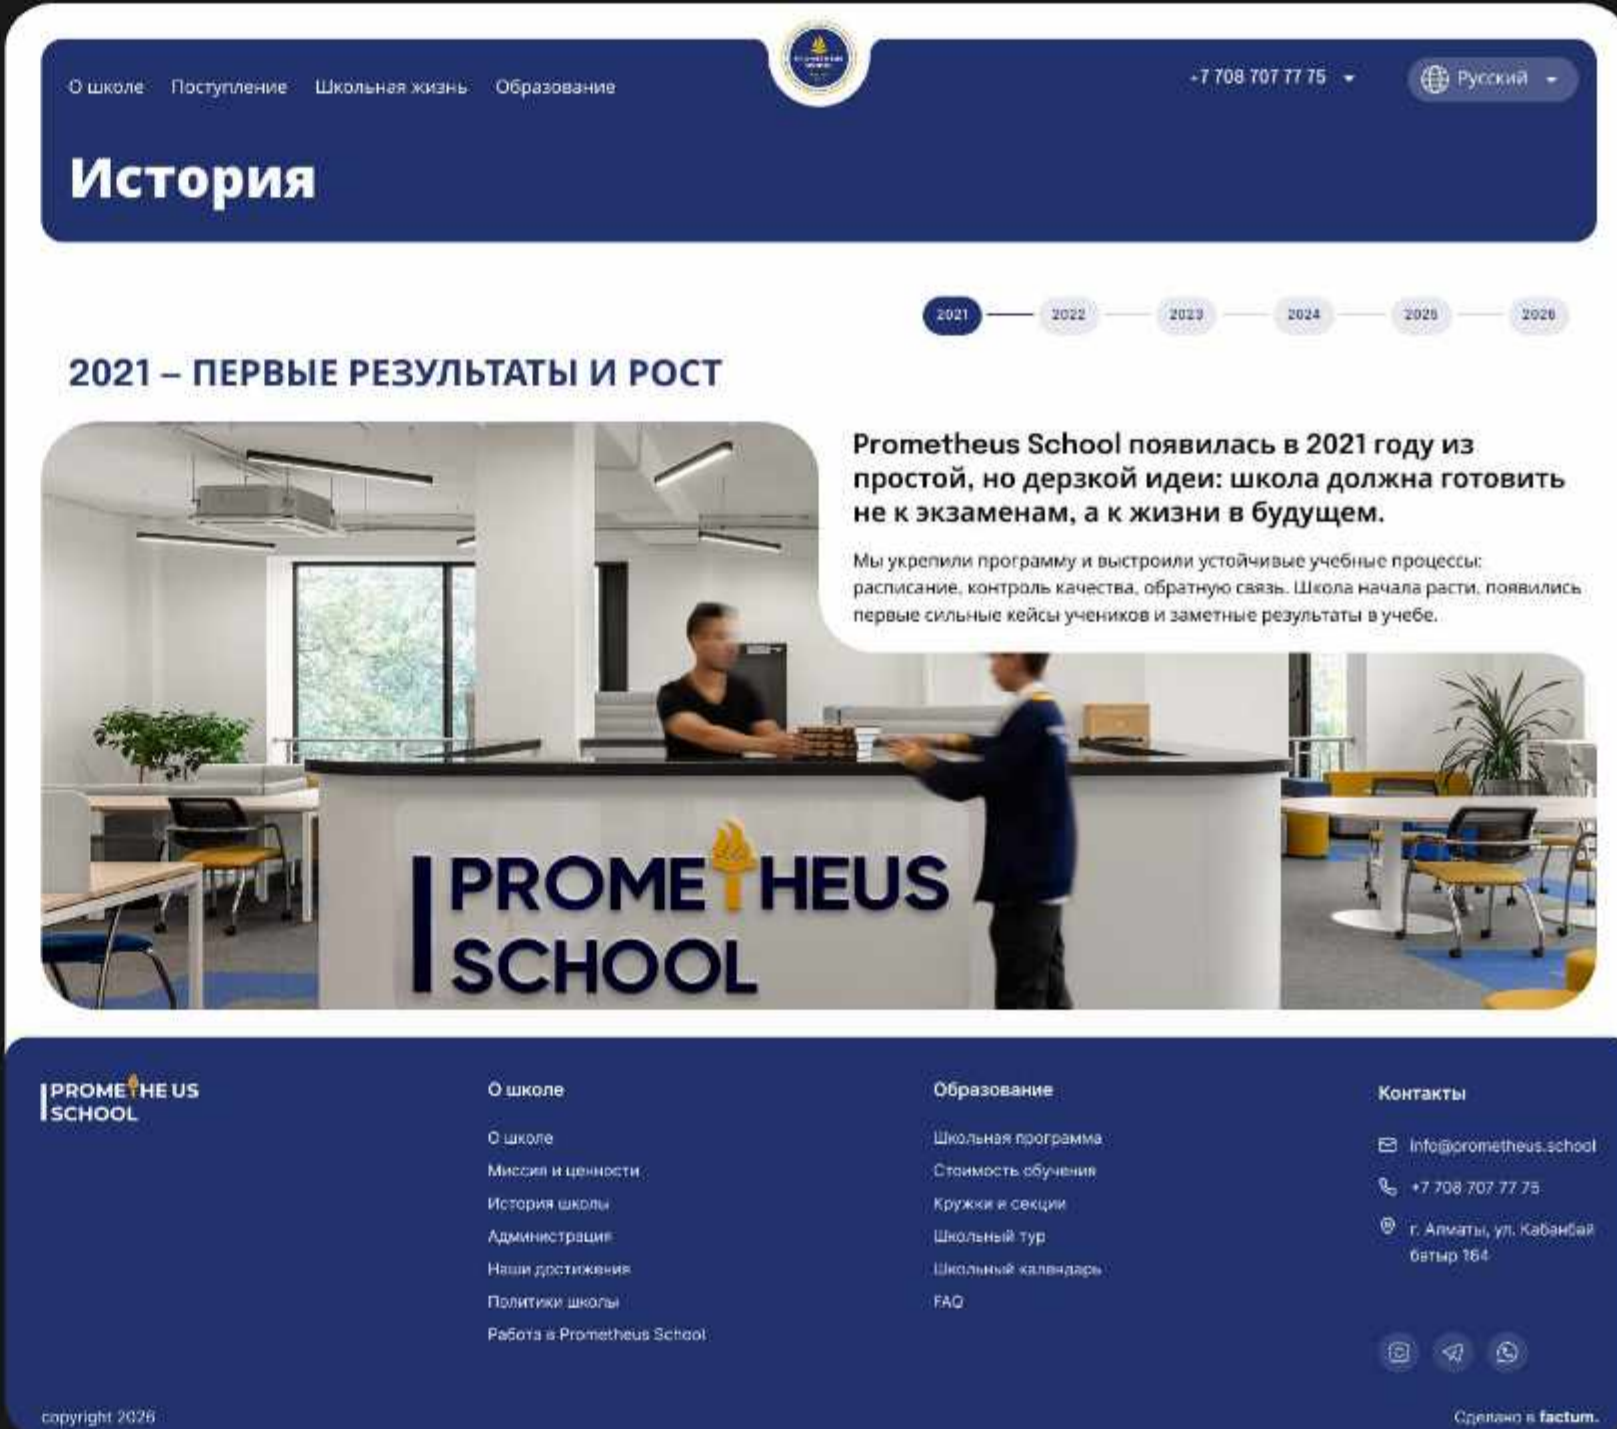 О школе Поступление Школьная жизнь Образование
+7 708 707 77 75
Русский
История
2021 2022 2023 2024 2025 2026
2021 – ПЕРВЫЕ РЕЗУЛЬТАТЫ И РОСТ
Prometheus School появилась в 2021 году из
простой, но дерзкой идеи: школа должна готовить
не к экзаменам, а к жизни в будущем.
Мы укрепили программу и выстроили устойчивые учебные процессы:
расписание, контроль качества, обратную связь. Школа начала расти, появились
первые сильные кейсы учеников и заметные результаты в учебе.
PROMETHEUS
SCHOOL
PROMETHEUS
SCHOOL
О школе
О школе
Миссия и ценности
История школы
Администрация
Наши достижения
Политики школы
Работа в Prometheus School
Образование
Школьная программа
Стоимость обучения
Кружки и секции
Школьный тур
Школьный календарь
FAQ
Контакты
info@prometheus.school
+7 708 707 77 75
г. Алматы, ул. Кабанбай
батыр 164
copyright 2026
Сделано в factum.